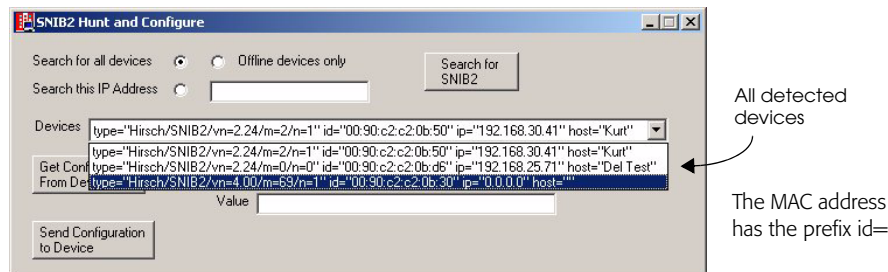 SNIB2 Hunt and Configure
Search for all devices
Offline devices only
Search for
SNIB2
Search this IP Address
Devices
type="Hirsch/SNIB2/vn=2.24/m=2/n=1" id="00:90:c2:c2:0b:50" ip="192.168.30.41" host="Kurt"
type="Hirsch/SNIB2/vn=2.24/m=2/n=1" id="00:90:c2:c2:0b:50" ip="192.168.30.41" host="Kurt"
type="Hirsch/SNIB2/vn=2.24/m=0/n=0" id="00:90:c2:c2:0b:d6" ip="192.168.25.71" host="Del Test"
type="Hirsch/SNIB2/vn=4.00/m=69/n=1" id="00:90:c2:c2:0b:30" ip="0.0.0.0" host=""
Get Conf
From De
Value
Send Configuration
to Device
All detected
devices
The MAC address
has the prefix id=